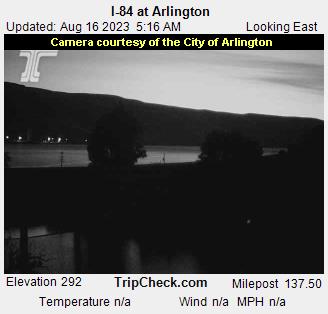 I-84 at Arlington
Updated: Aug 16 2023 5:16 AM Looking East
Camera courtesy of the City of Arlington
Elevation 292 TripCheck.com Milepost 137.50
Temperature n/a Wind n/a MPH n/a